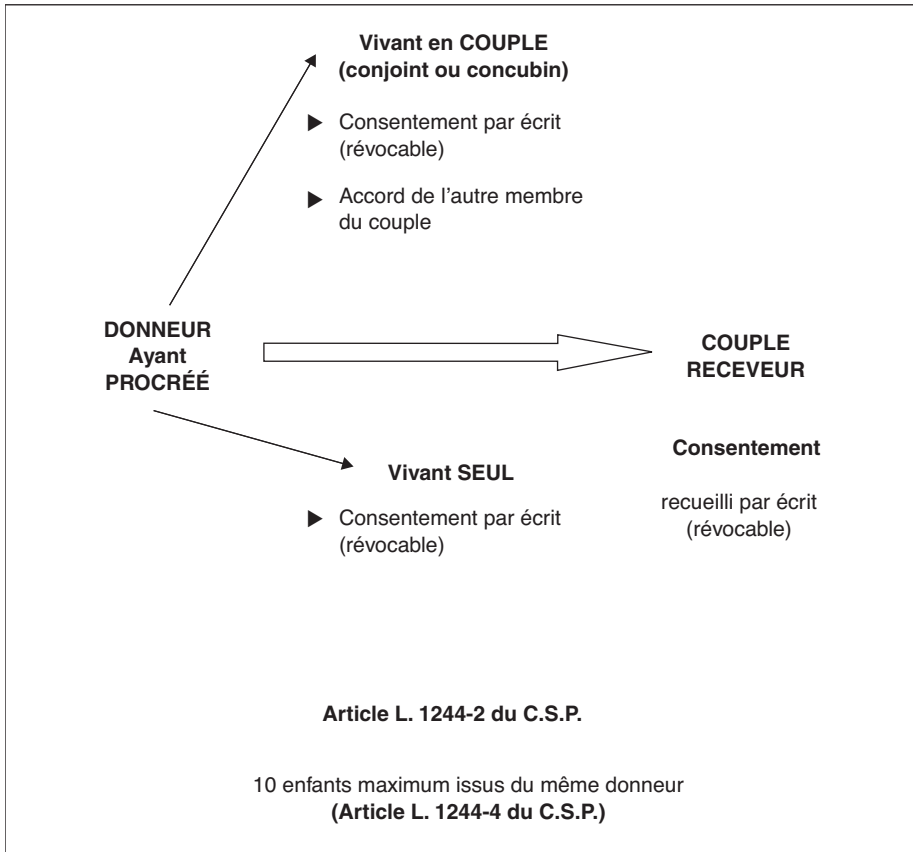 Vivant en COUPLE
(conjoint ou concubin)
▶ Consentement par écrit
(révocable)
▶ Accord de l'autre membre
du couple
DONNEUR
Ayant
PROCRÉÉ
COUPLE
RECEVEUR
Consentement
recueilli par écrit
(révocable)
Vivant SEUL
▶ Consentement par écrit
(révocable)
Article L. 1244-2 du C.S.P.
10 enfants maximum issus du même donneur
(Article L. 1244-4 du C.S.P.)